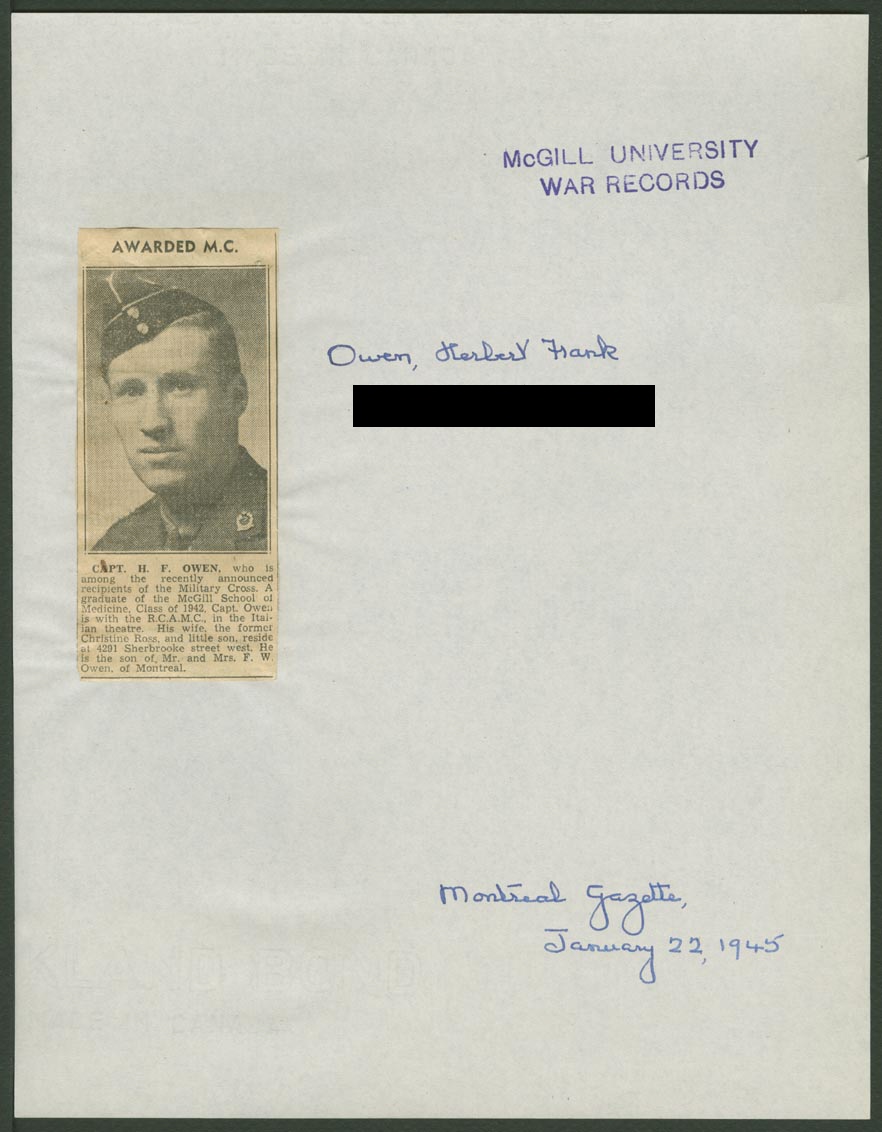 McGILL UNIVERSITY
WAR RECORDS
AWARDED M.C.
Owen, Herbert Frank
CAPT. H. F. OWEN, who is
among the recently announced
recipients of the Military Cross. A
graduate of the McGill School of
Medicine, Class of 1942, Capt. Owen
is with the R.C.A.M.C., in the Ital-
ian theatre. His wife, the former
Christine Ross, and little son, reside
at 4291 Sherbrooke street west. He
is the son of Mr. and Mrs. F. W.
Owen, of Montreal.
Montreal Gazette,
January 22, 1945